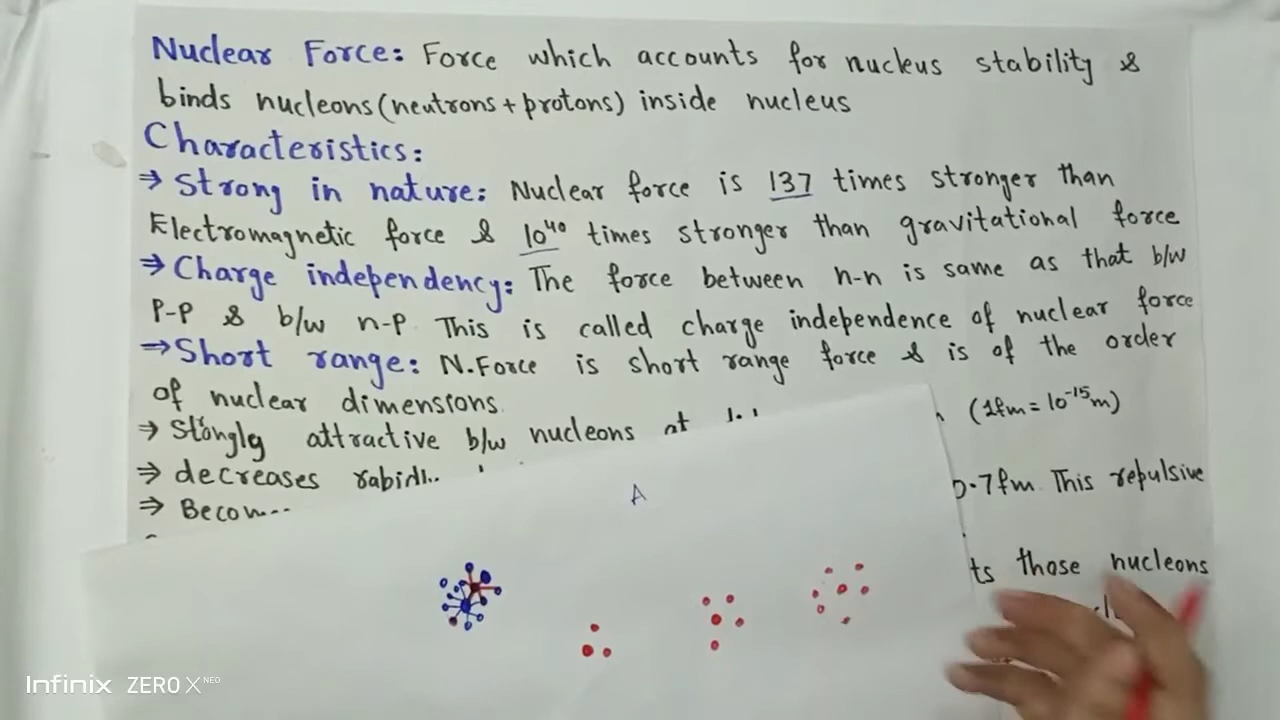 Nuclear Force: Force which accounts for nucleus stability &
binds nucleons (neutrons + protons) inside nucleus
Characteristics:
⇒ Strong in nature: Nuclear force is 137 times stronger than
Electromagnetic force & 10⁴⁰ times stronger than gravitational force
⇒ Charge independency: The force between n-n is same as that b/w
P-P & b/w n-p This is called charge independence of nuclear force
⇒ Short range: N.Force is short range force & is of the order
of nuclear dimensions.
⇒ Stongly attractive b/w nucleons at (1fm = 10⁻¹⁵m)
⇒ decreases
⇒ 0.7fm. This repulsive
those nucleons
A
Infinix ZERO X NEO